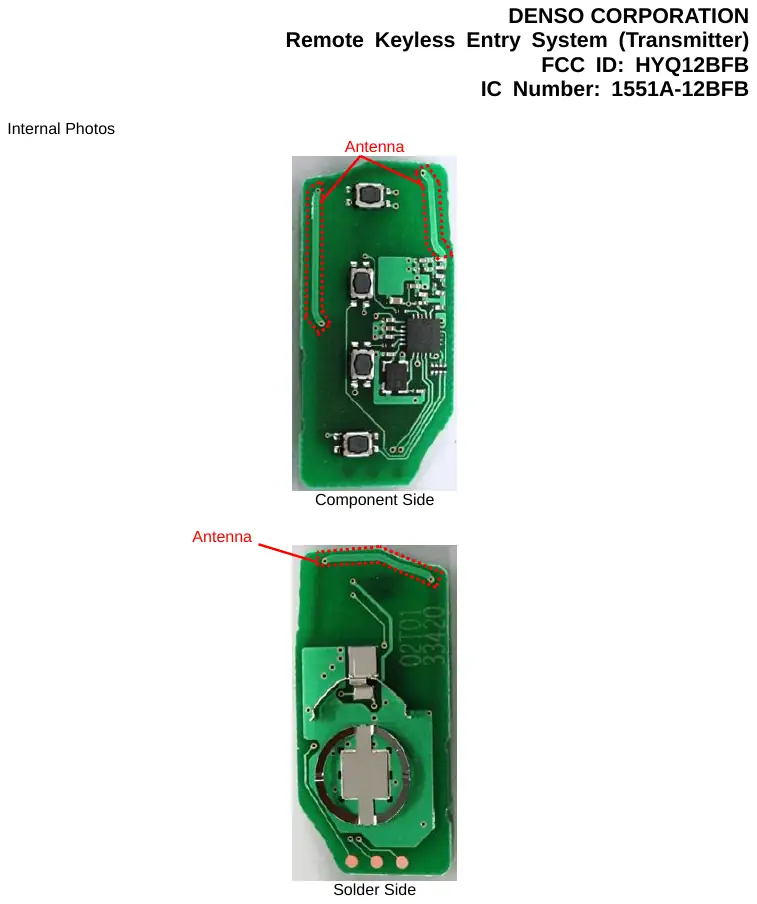 DENSO CORPORATION
Remote Keyless Entry System (Transmitter)
FCC ID: HYQ12BFB
IC Number: 1551A-12BFB
Internal Photos
Antenna
Component Side
Antenna
02T01
33420
Solder Side